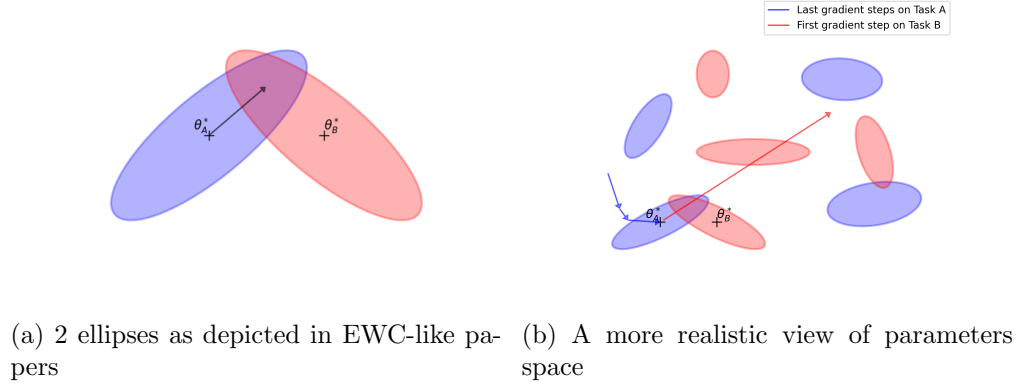 Last gradient steps on Task A
First gradient step on Task B
θ*A
θ*B
θ*A
θ*B
(a) 2 ellipses as depicted in EWC-like pa-
pers
(b) A more realistic view of parameters
space